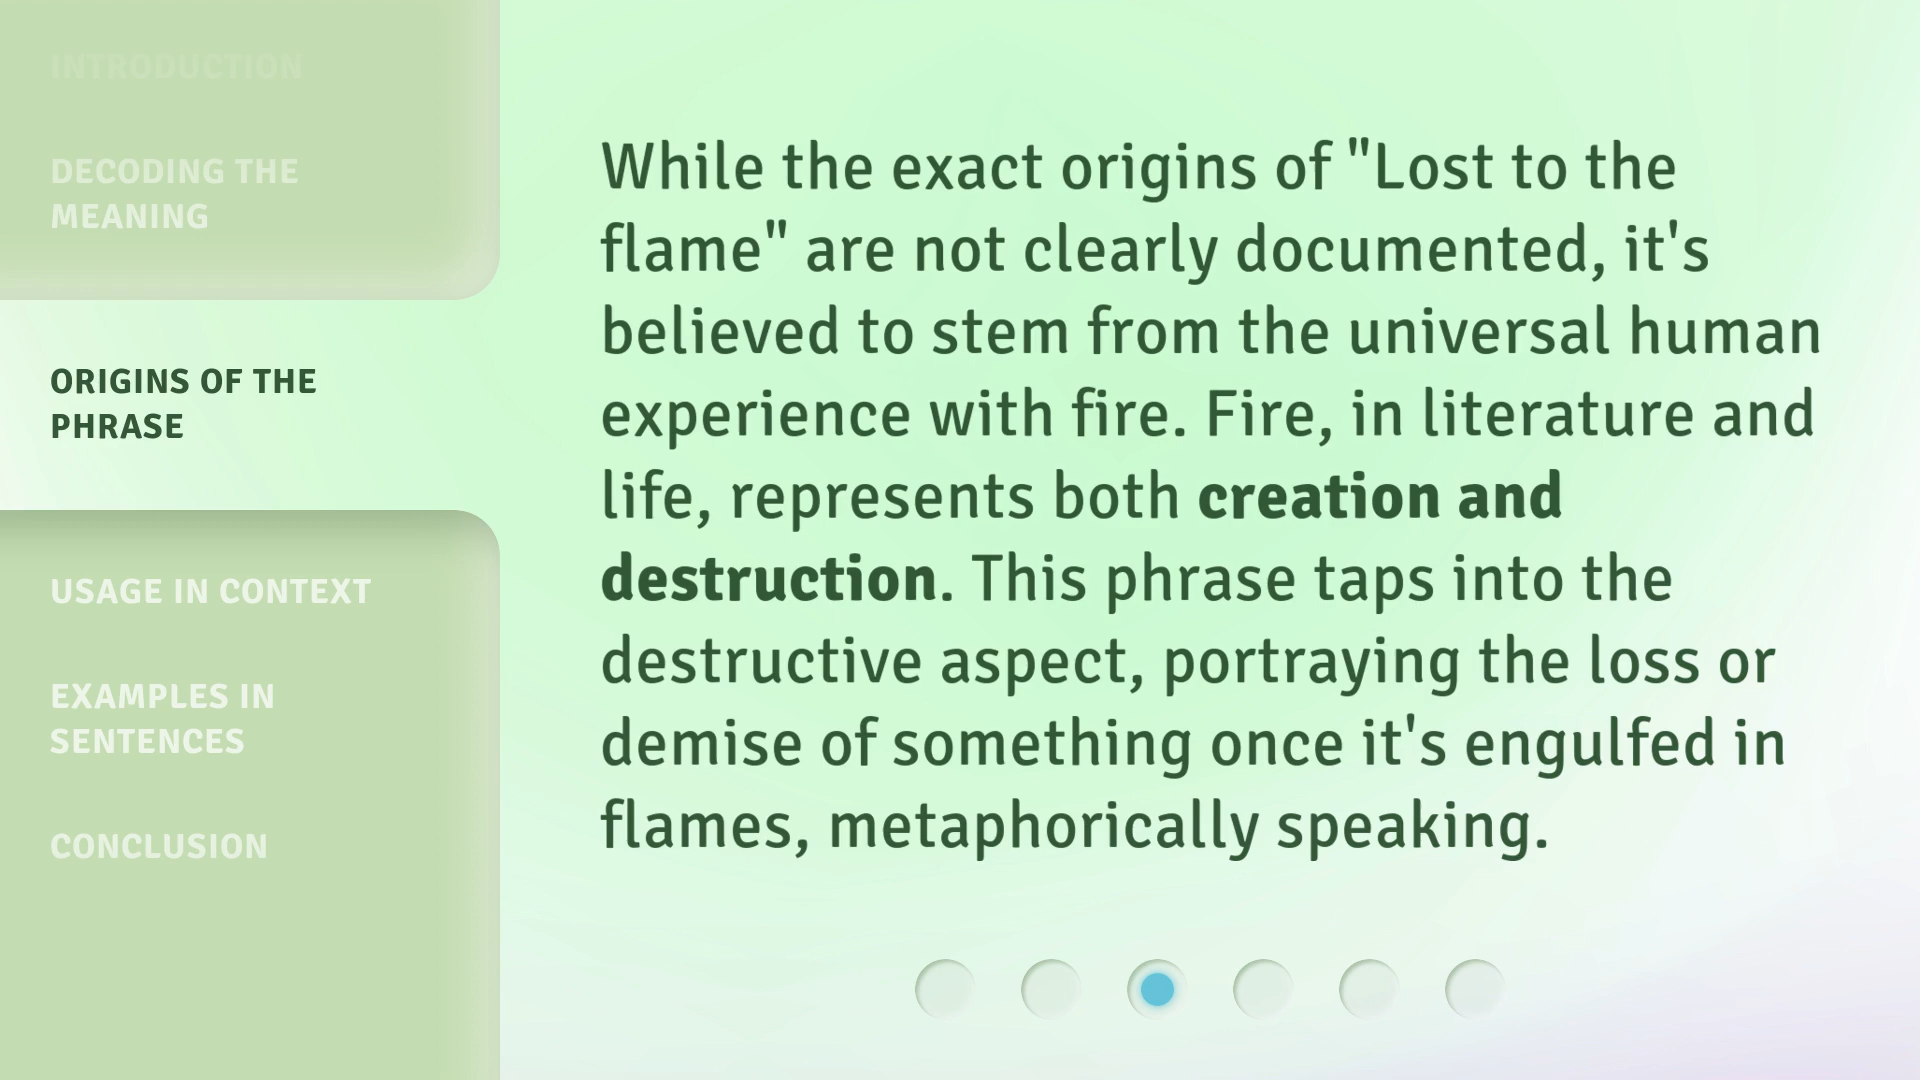 INTRODUCTION
DECODING THE
MEANING
ORIGINS OF THE
PHRASE
USAGE IN CONTEXT
EXAMPLES IN
SENTENCES
CONCLUSION
While the exact origins of "Lost to the
flame" are not clearly documented, it's
believed to stem from the universal human
experience with fire. Fire, in literature and
life, represents both creation and
destruction. This phrase taps into the
destructive aspect, portraying the loss or
demise of something once it's engulfed in
flames, metaphorically speaking.